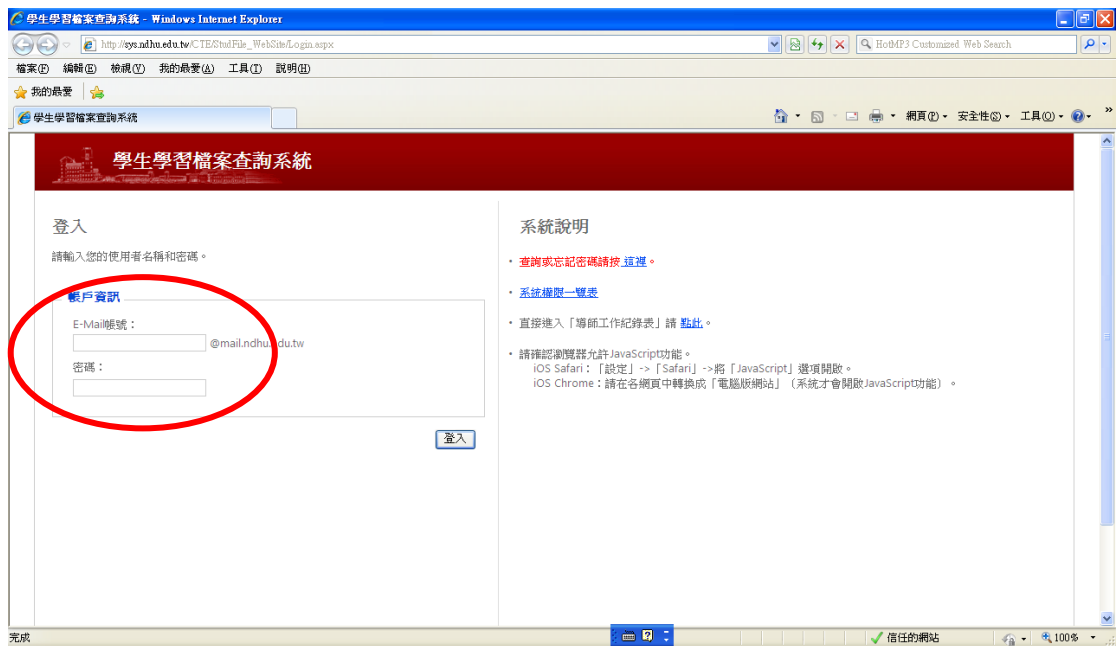 學生學習檔案查詢系統 - Windows Internet Explorer
http://sys.ndhu.edu.tw/CTE/StudFile_WebSite/Login.aspx
HotMP3 Customized Web Search
檔案(F) 編輯(E) 檢視(V) 我的最愛(A) 工具(T) 說明(H)
我的最愛
學生學習檔案查詢系統
網頁(P) 安全性(S) 工具(O) »
學生學習檔案查詢系統
登入
請輸入您的使用者名稱和密碼。
帳戶資訊
E-Mail帳號：
@mail.ndhu.edu.tw
密碼：
登入
系統說明
· 查詢或忘記密碼請按 這裡。
· 系統權限一覽表
· 直接進入「導師工作紀錄表」請 點此。
· 請確認瀏覽器允許JavaScript功能。
iOS Safari：「設定」->「Safari」->將「JavaScript」選項開啟。
iOS Chrome：請在各網頁中轉換成「電腦版網站」（系統才會開啟JavaScript功能）。
完成
信任的網站
100%